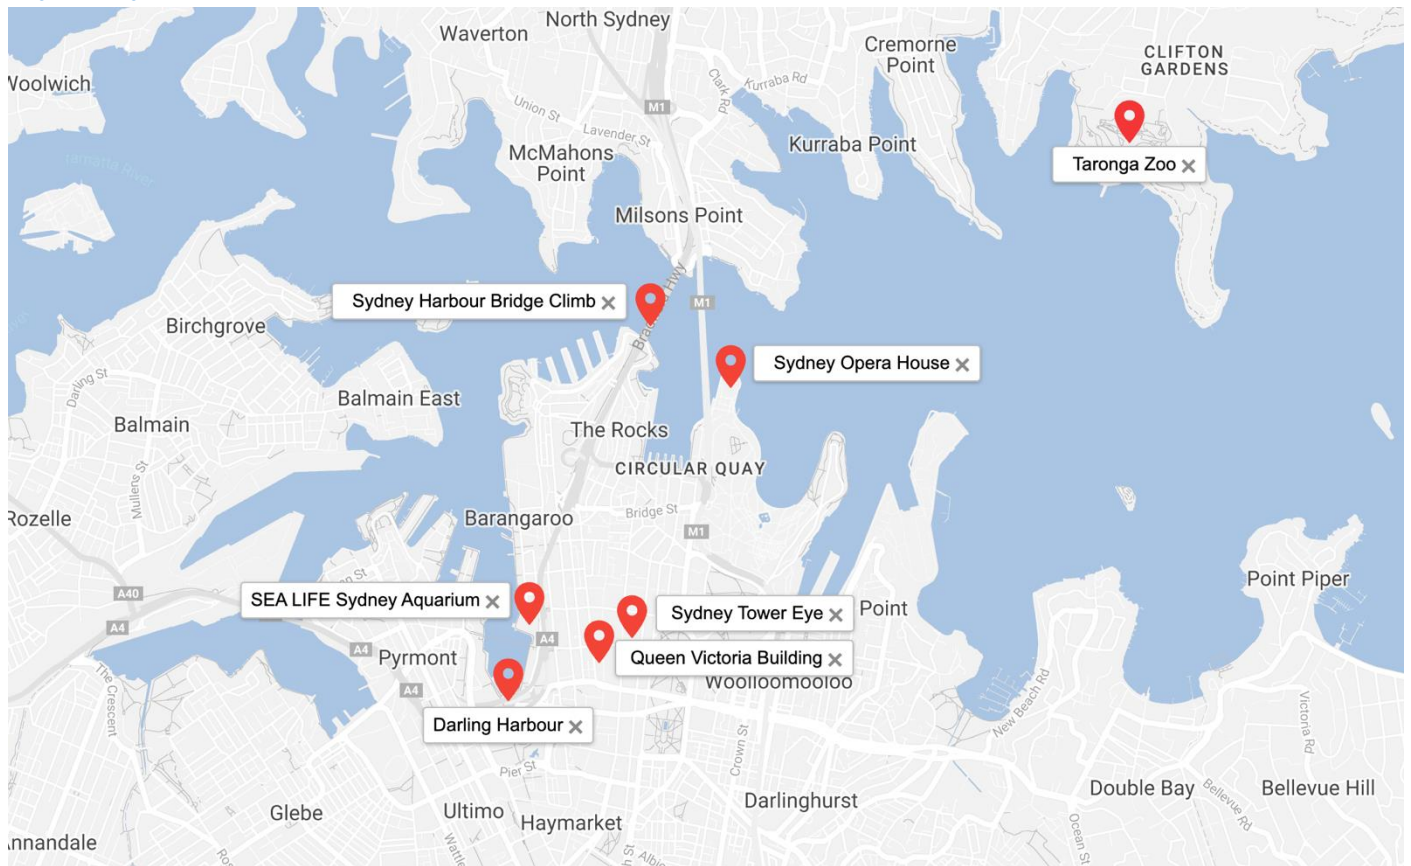 North Sydney
Waverton
Cremorne
Point
CLIFTON
GARDENS
Woolwich
Kurraba Rd
Clark Rd
M1
Union St
Lavender St
Kurraba Point
McMahons
Point
Taronga Zoo
Milsons Point
Sydney Harbour Bridge Climb
M1
Birchgrove
Sydney Opera House
Darling St
Balmain East
Balmain
The Rocks
CIRCULAR QUAY
Mullens St
Rozelle
Barangaroo
Bridge St
M1
Point Piper
A40
SEA LIFE Sydney Aquarium
Sydney Tower Eye
Point
A4
A4
A4
Pyrmont
Queen Victoria Building
Woolloomooloo
The Crescent
A4
New Beach Rd
Victoria Rd
Darling Harbour
Crown St
Pier St
Double Bay
Bellevue Hill
Glebe
Ultimo
Haymarket
Darlinghurst
Bellevue Rd
Ocean St